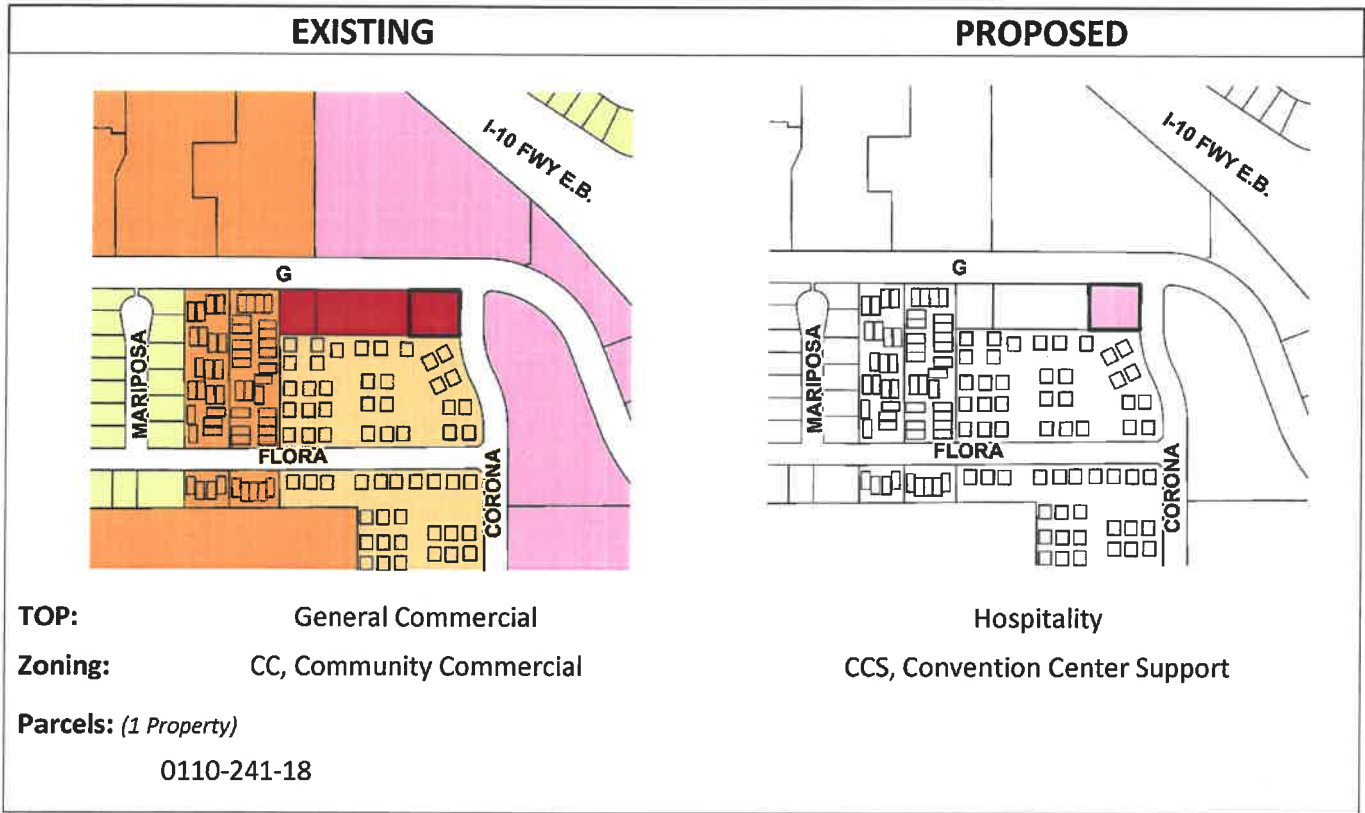 EXISTING PROPOSED
I-10 FWY E.B.
G
MARIPOSA
FLORA
CORONA
I-10 FWY E.B.
G
MARIPOSA
FLORA
CORONA
TOP: General Commercial Hospitality
Zoning: CC, Community Commercial CCS, Convention Center Support
Parcels: (1 Property)
0110-241-18